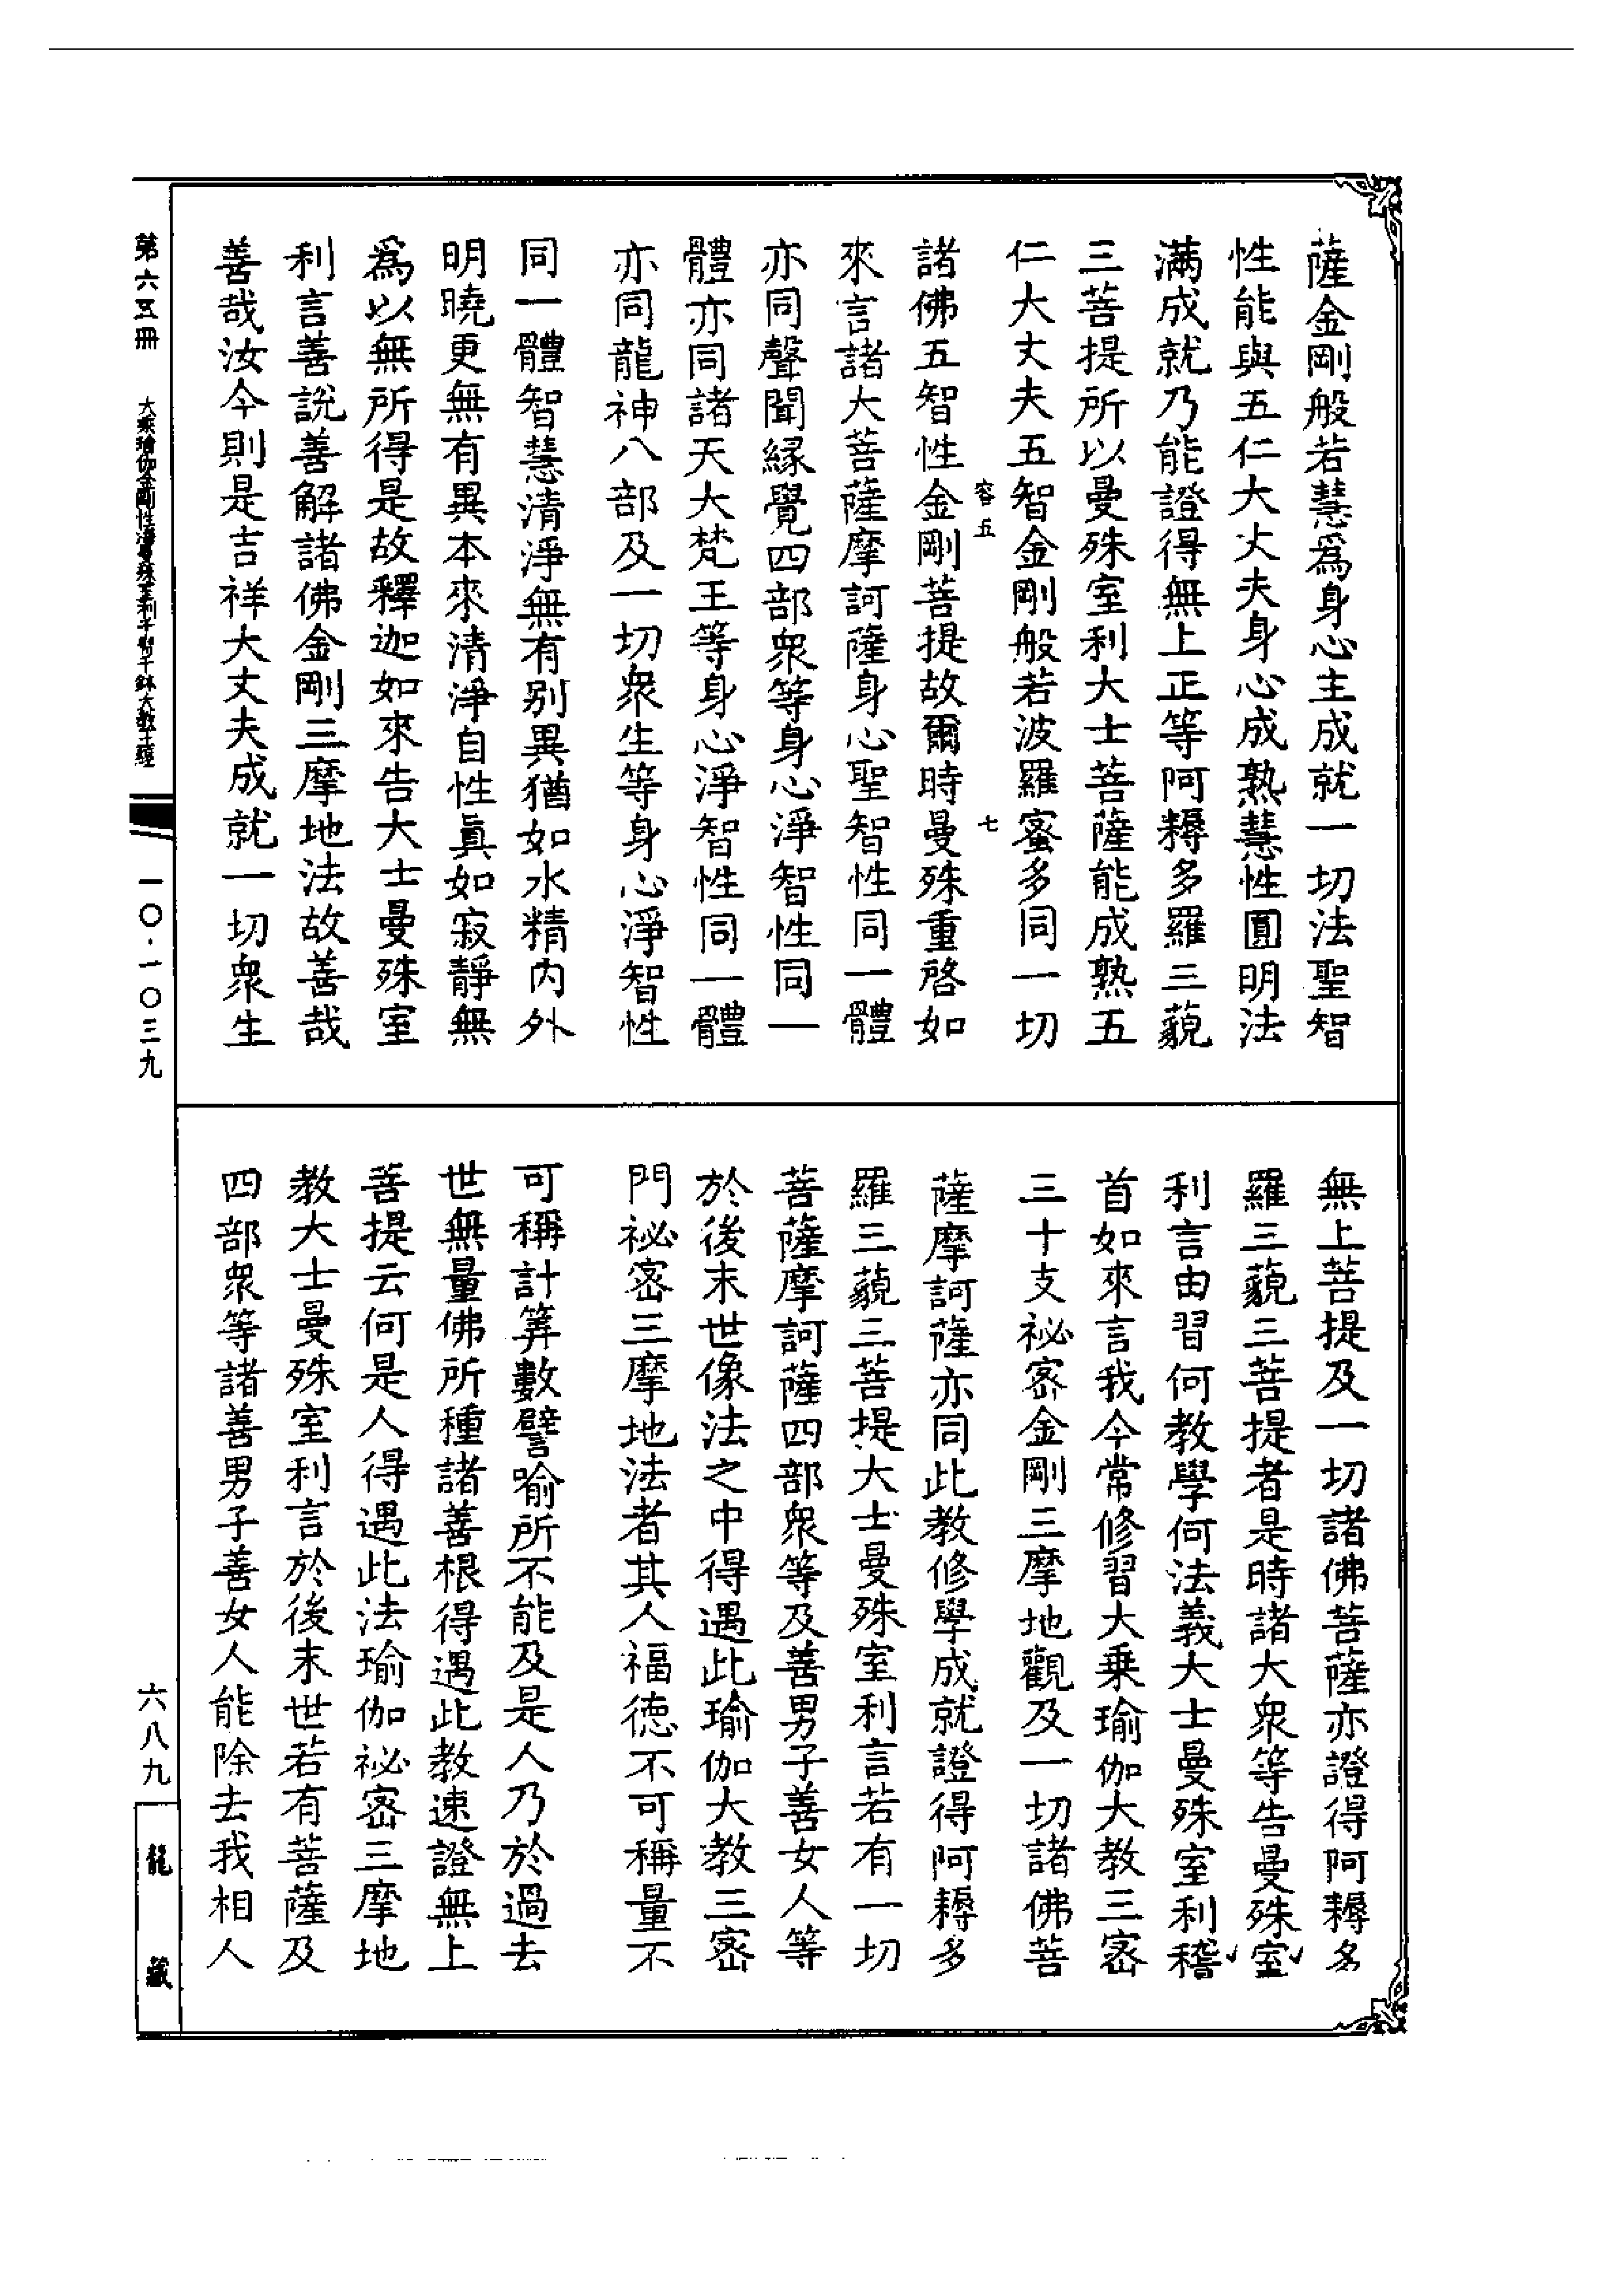 薩金剛般若慧爲身心主成就一切法聖智
性能與五仁大丈夫身心成熟慧性圓明法
滿成就乃能證得無上正等阿耨多羅三藐
三菩提所以曼殊室利大士菩薩能成熟五
仁大丈夫五智金剛般若波羅蜜多同一切
容五 七
諸佛五智性金剛菩提故爾時曼殊重啓如
來言諸大菩薩摩訶薩身心聖智性同一體
亦同聲聞緣覺四部衆等身心淨智性同一
體亦同諸天大梵王等身心淨智性同一體
亦同龍神八部及一切衆生等身心淨智性
同一體智慧清淨無有別異猶如水精內外
明曉更無有異本來清淨自性眞如寂靜無
爲以無所得是故釋迦如來告大士曼殊室
利言善說善解諸佛金剛三摩地法故善哉
善哉汝今則是吉祥大丈夫成就一切衆生
無上菩提及一切諸佛菩薩亦證得阿耨多
羅三藐三菩提者是時諸大衆等告曼殊室
利言由習何教學何法義大士曼殊室利稽
首如來言我今常修習大乗瑜伽大教三密
三十支祕密金剛三摩地觀及一切諸佛菩
薩摩訶薩亦同此教修學成就證得阿耨多
羅三藐三菩提大士曼殊室利言若有一切
菩薩摩訶薩四部衆等及善男子善女人等
於後末世像法之中得遇此瑜伽大教三密
門祕密三摩地法者其人福德不可稱量不
可稱計筭數譬喻所不能及是人乃於過去
世無量佛所種諸善根得遇此教速證無上
菩提云何是人得遇此法瑜伽祕密三摩地
教大士曼殊室利言於後末世若有菩薩及
四部衆等諸善男子善女人能除去我相人
第六五冊 大乘瑜伽金剛性海曼殊室利千臂千鉢大教王經 一〇·一〇三九 六八九
龍藏